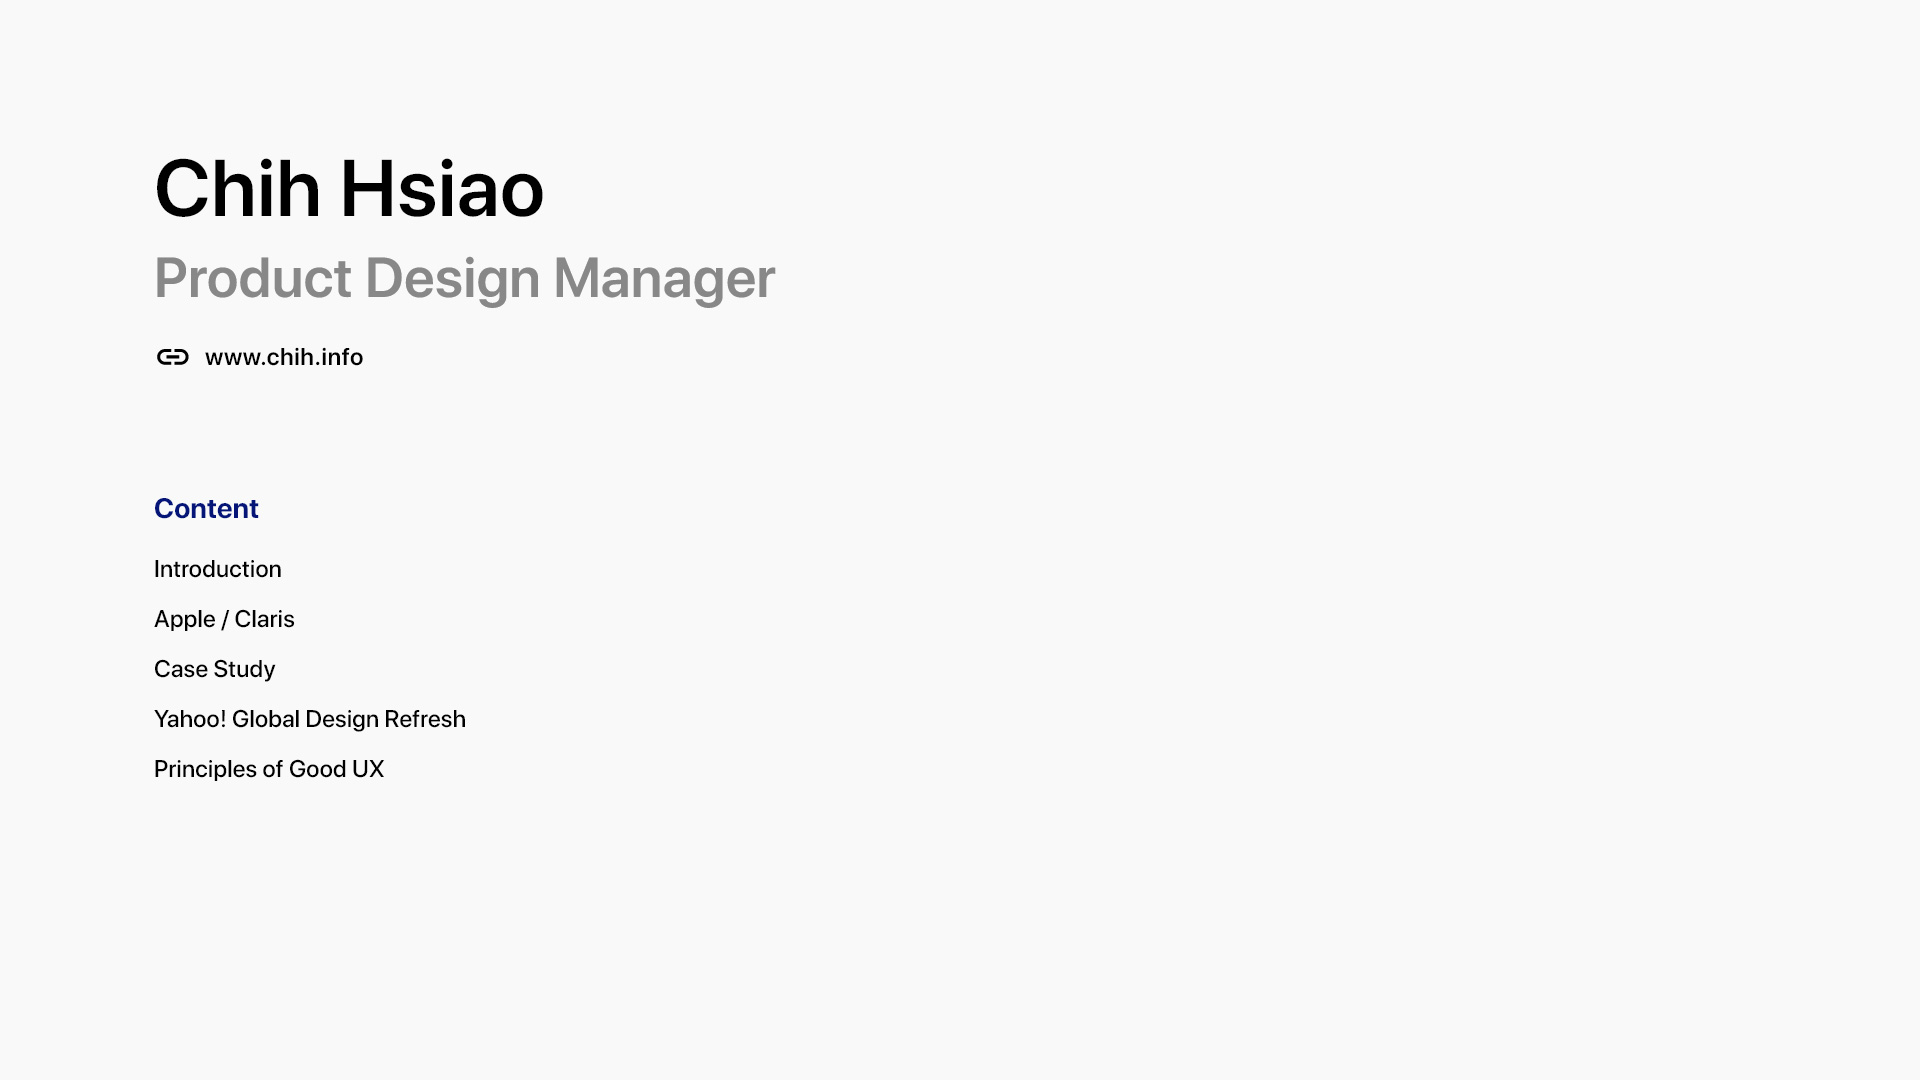 Chih Hsiao
Product Design Manager
www.chih.info
Content
Introduction
Apple / Claris
Case Study
Yahoo! Global Design Refresh
Principles of Good UX